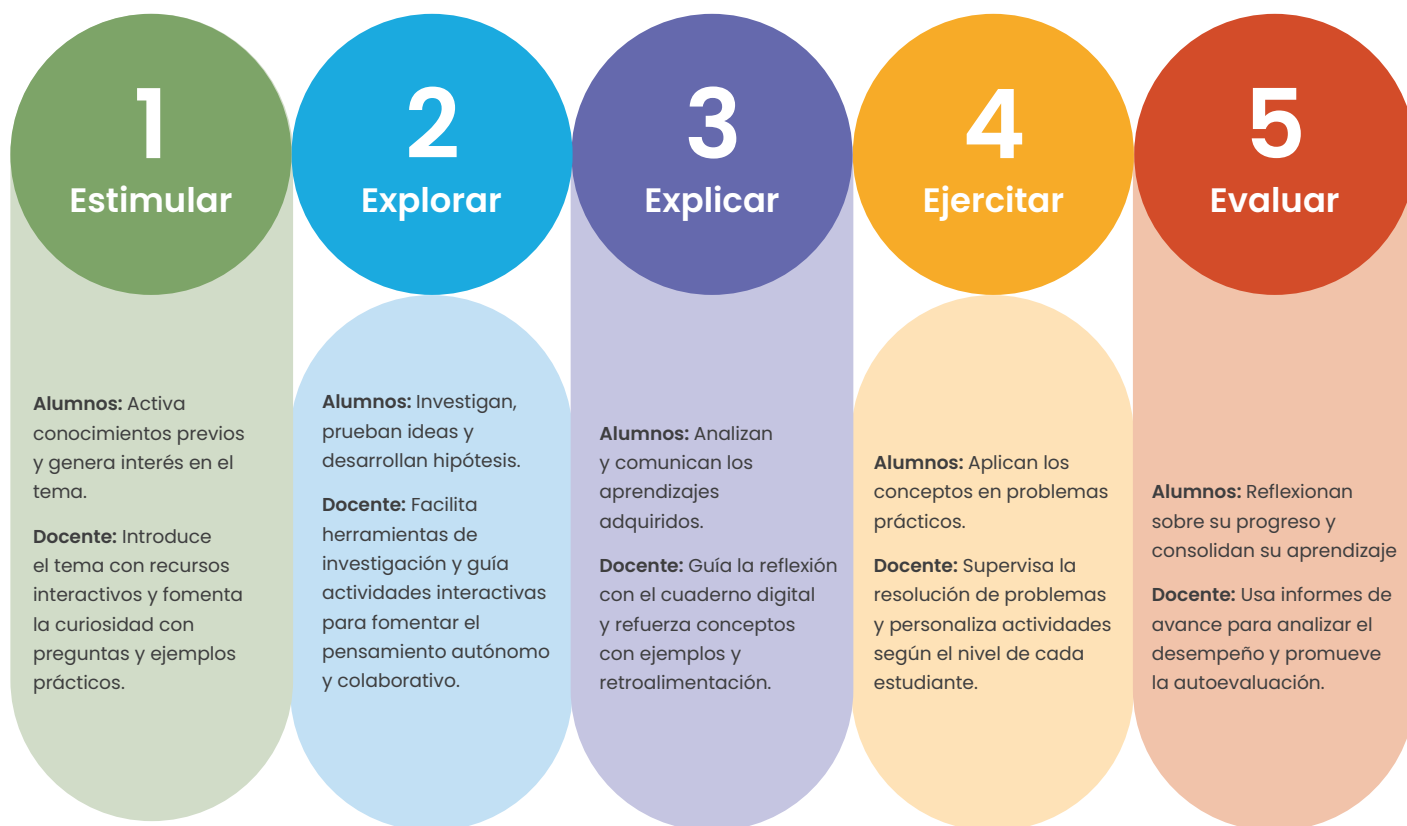 1
Estimular
Alumnos: Activa
conocimientos previos
y genera interés en el
tema.
Docente: Introduce
el tema con recursos
interactivos y fomenta
la curiosidad con
preguntas y ejemplos
prácticos.
2
Explorar
Alumnos: Investigan,
prueban ideas y
desarrollan hipótesis.
Docente: Facilita
herramientas de
investigación y guía
actividades interactivas
para fomentar el
pensamiento autónomo
y colaborativo.
3
Explicar
Alumnos: Analizan
y comunican los
aprendizajes
adquiridos.
Docente: Guía la reflexión
con el cuaderno digital
y refuerza conceptos
con ejemplos y
retroalimentación.
4
Ejercitar
Alumnos: Aplican los
conceptos en problemas
prácticos.
Docente: Supervisa la
resolución de problemas
y personaliza actividades
según el nivel de cada
estudiante.
5
Evaluar
Alumnos: Reflexionan
sobre su progreso y
consolidan su aprendizaje
Docente: Usa informes de
avance para analizar el
desempeño y promueve
la autoevaluación.